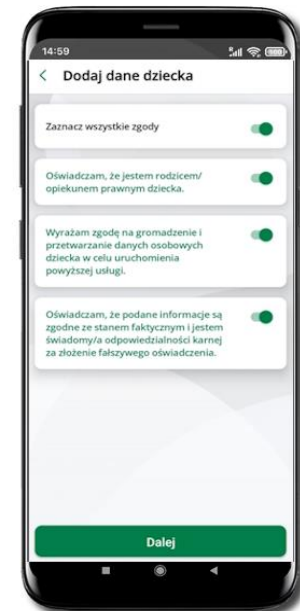 14:59
Dodaj dane dziecka
Zaznacz wszystkie zgody
Oświadczam, że jestem rodzicem/
opiekunem prawnym dziecka.
Wyrażam zgodę na gromadzenie i
przetwarzanie danych osobowych
dziecka w celu uruchomienia
powyższej usługi.
Oświadczam, że podane informacje są
zgodne ze stanem faktycznym i jestem
świadomy/a odpowiedzialności karnej
za złożenie fałszywego oświadczenia.
Dalej